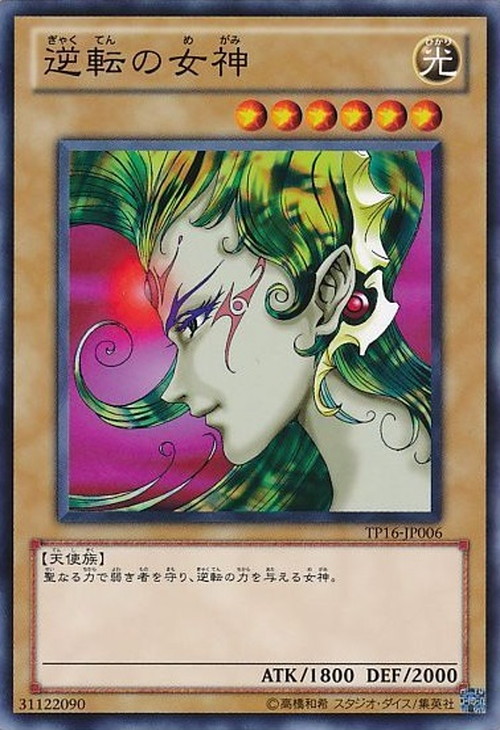 逆転の女神
光
TP16-JP006
【天使族】
聖なる力で弱き者を守り、逆転の力を与える女神。
ATK/1800 DEF/2000
31122090
©高橋和希 スタジオ・ダイス/集英社